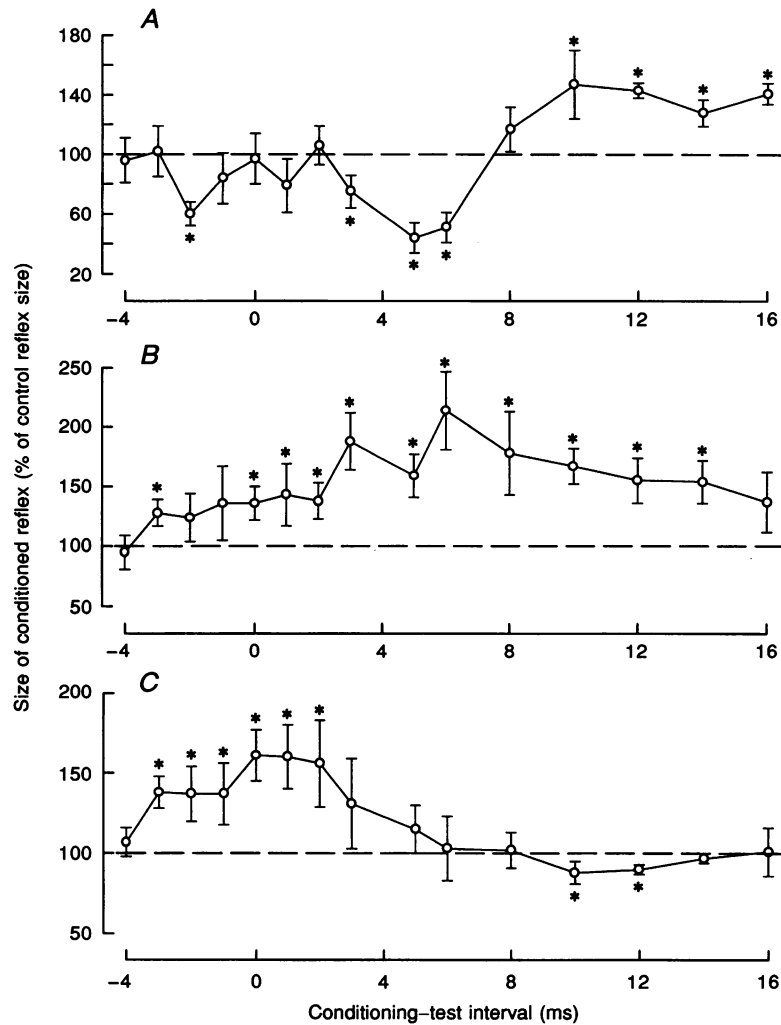 A
180
140
100
60
20
* * * * * * * *
-4 0 4 8 12 16
B
250
200
150
100
50
* * * * * * * * * * *
-4 0 4 8 12 16
C
200
150
100
50
* * * * * * * *
-4 0 4 8 12 16
Size of conditioned reflex (% of control reflex size)
Conditioning–test interval (ms)